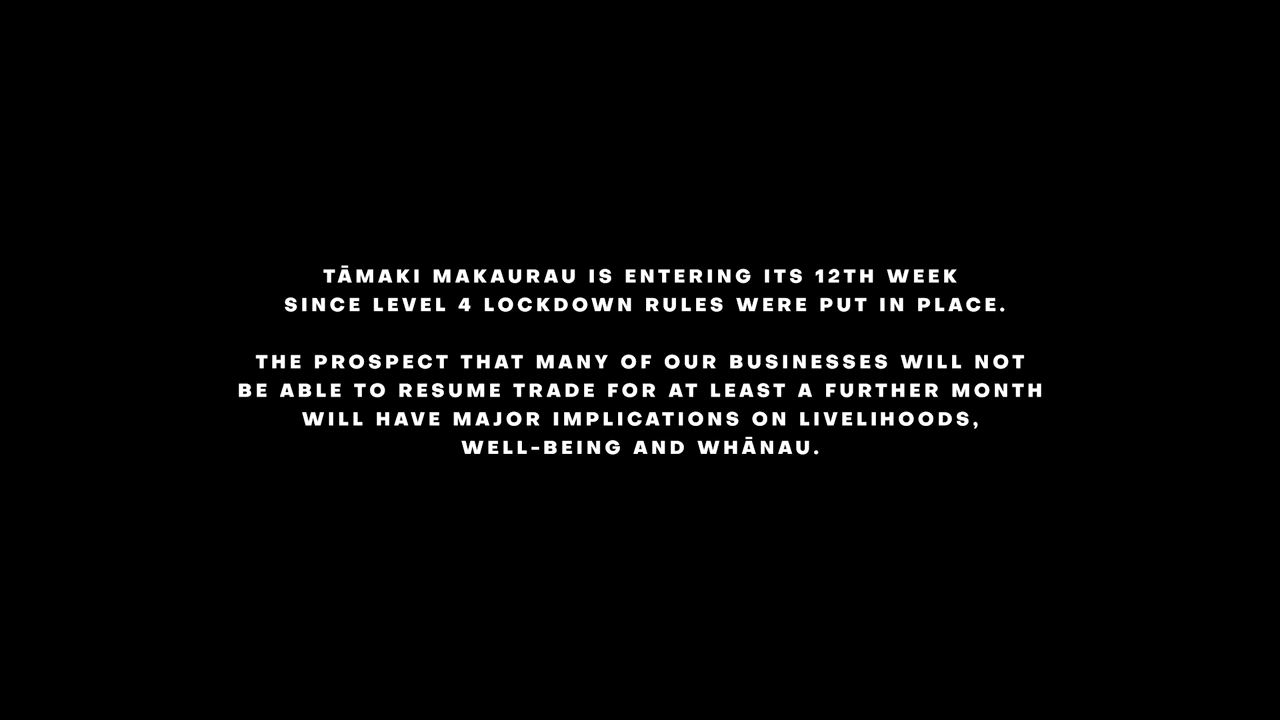 TĀMAKI MAKAURAU IS ENTERING ITS 12TH WEEK
SINCE LEVEL 4 LOCKDOWN RULES WERE PUT IN PLACE.
THE PROSPECT THAT MANY OF OUR BUSINESSES WILL NOT
BE ABLE TO RESUME TRADE FOR AT LEAST A FURTHER MONTH
WILL HAVE MAJOR IMPLICATIONS ON LIVELIHOODS,
WELL-BEING AND WHĀNAU.